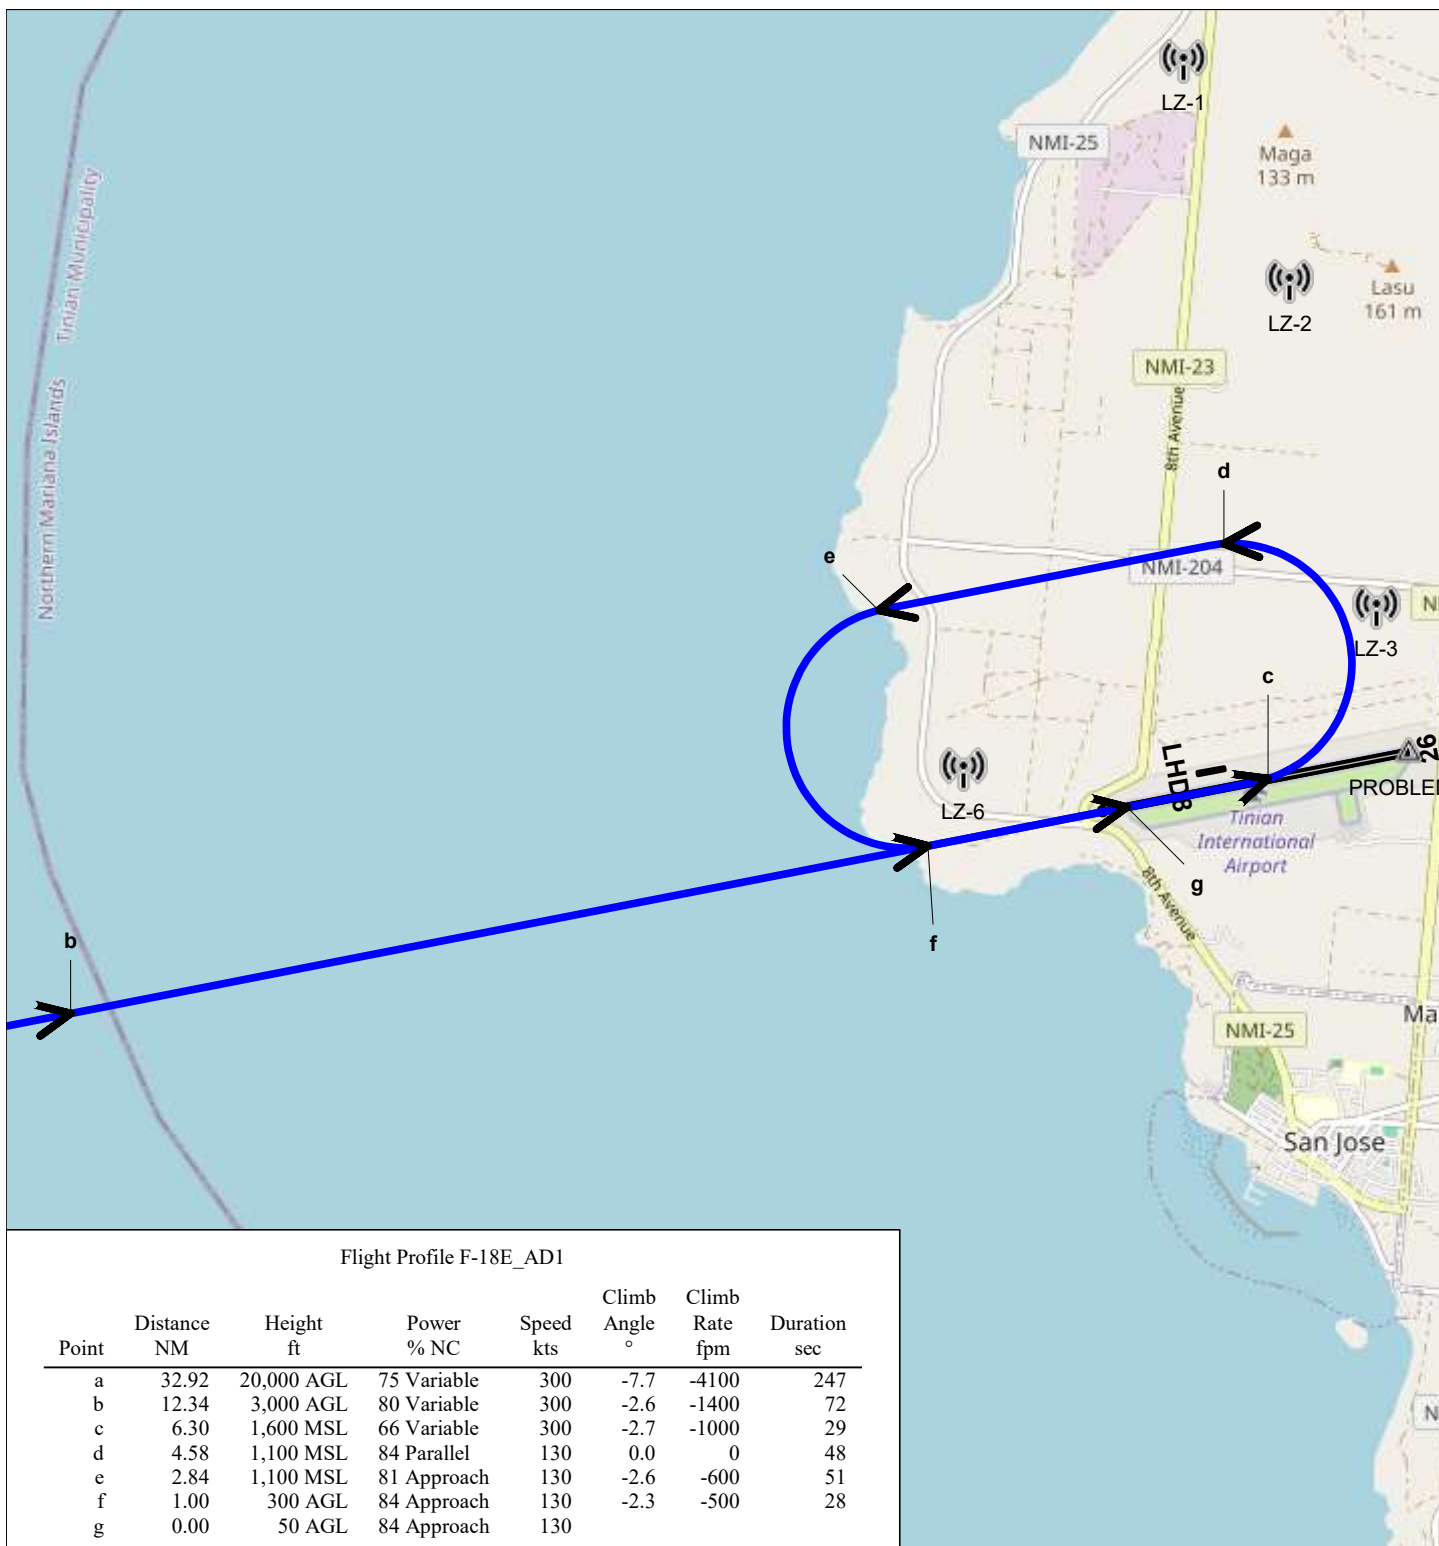 LZ-1
NMI-25
Maga
133 m
Tinian Municipality
LZ-2
Lasu
161 m
NMI-23
Northern Mariana Islands
8th Avenue
d
e
NMI-204
LZ-3
c
26
LHD8
PROBLE
LZ-6
Tinian
International
Airport
g
8th Avenue
f
b
Ma
NMI-25
San Jose
Flight Profile F-18E_AD1
Climb Climb
Distance Height Power Speed Angle Rate Duration
Point NM ft % NC kts ° fpm sec
a 32.92 20,000 AGL 75 Variable 300 -7.7 -4100 247
b 12.34 3,000 AGL 80 Variable 300 -2.6 -1400 72
c 6.30 1,600 MSL 66 Variable 300 -2.7 -1000 29
d 4.58 1,100 MSL 84 Parallel 130 0.0 0 48
e 2.84 1,100 MSL 81 Approach 130 -2.6 -600 51
f 1.00 300 AGL 84 Approach 130 -2.3 -500 28
g 0.00 50 AGL 84 Approach 130